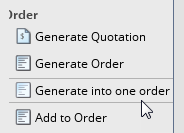 Order
Generate Quotation
Generate Order
Generate into one order
Add to Order